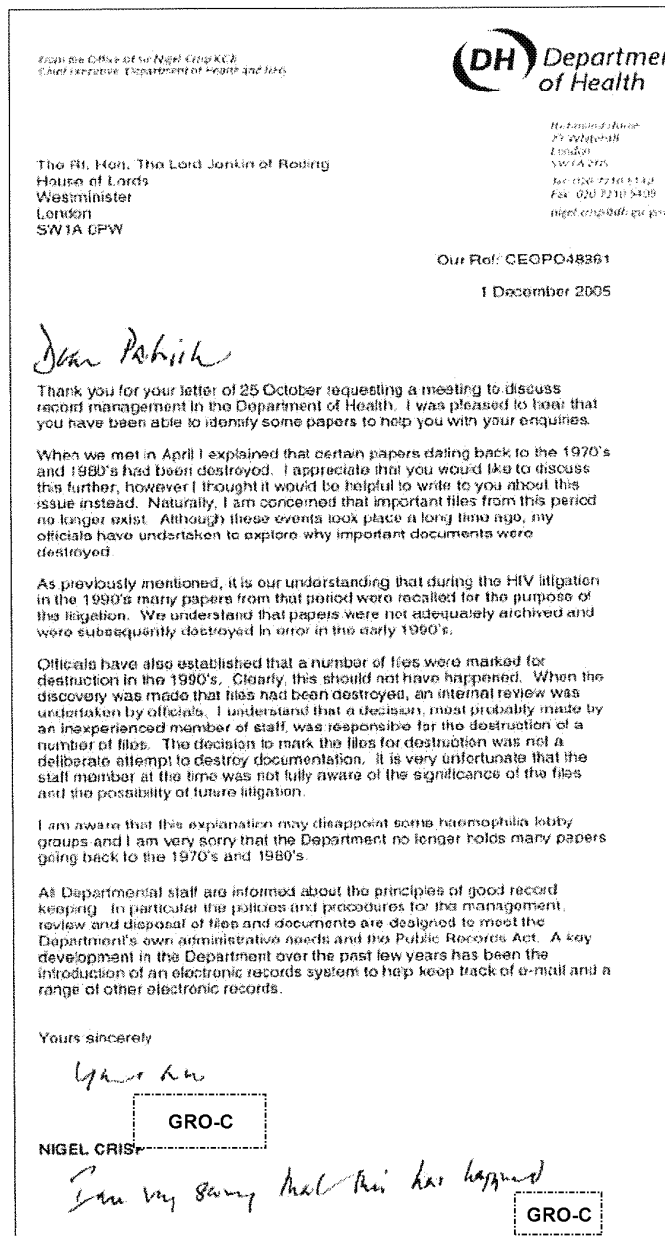 From the Office of Sir Nigel Crisp KCB
Chief Executive, Department of Health and NHS
DH Departme
of Health
Richmond House
79 Whitehall
London
SW1A 2NS
Tel: 020 7210
Fax: 020 7210 5409
The Rt. Hon. The Lord Jenkin of Roding
House of Lords
Westminister
London
SW1A 0PW
Our Ref: CEOPO48361
1 December 2005
Dear Patrick
Thank you for your letter of 25 October requesting a meeting to discuss
record management in the Department of Health. I was pleased to hear that
you have been able to identify some papers to help you with your enquiries.
When we met in April I explained that certain papers dating back to the 1970's
and 1980's had been destroyed. I appreciate that you would like to discuss
this further, however I thought it would be helpful to write to you about this
issue instead. Naturally, I am concerned that important files from this period
no longer exist. Although these events took place a long time ago, my
officials have undertaken to explore why important documents were
destroyed.
As previously mentioned, it is our understanding that during the HIV litigation
in the 1990's many papers from that period were recalled for the purpose of
the litigation. We understand that papers were not adequately archived and
were subsequently destroyed in error in the early 1990's.
Officials have also established that a number of files were marked for
destruction in the 1990's. Clearly, this should not have happened. When the
discovery was made that files had been destroyed, an internal review was
undertaken by officials. I understand that a decision, most probably made by
an inexperienced member of staff, was responsible for the destruction of a
number of files. The decision to mark the files for destruction was not a
deliberate attempt to destroy documentation. It is very unfortunate that the
staff member at the time was not fully aware of the significance of the files
and the possibility of future litigation.
I am aware that this explanation may disappoint some haemophilia lobby
groups and I am very sorry that the Department no longer holds many papers
going back to the 1970's and 1980's.
All Departmental staff are informed about the principles of good record
keeping. In particular the policies and procedures for the management,
review and disposal of files and documents are designed to meet the
Department's own administrative needs and the Public Records Act. A key
development in the Department over the past few years has been the
introduction of an electronic records system to help keep track of e-mail and a
range of other electronic records.
Yours sincerely
GRO-C
NIGEL CRISP
I am very sorry that this has happened
GRO-C